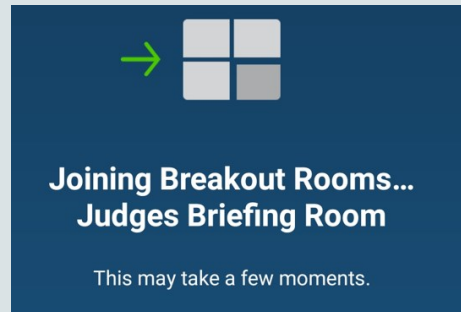 Joining Breakout Rooms...
Judges Briefing Room
This may take a few moments.